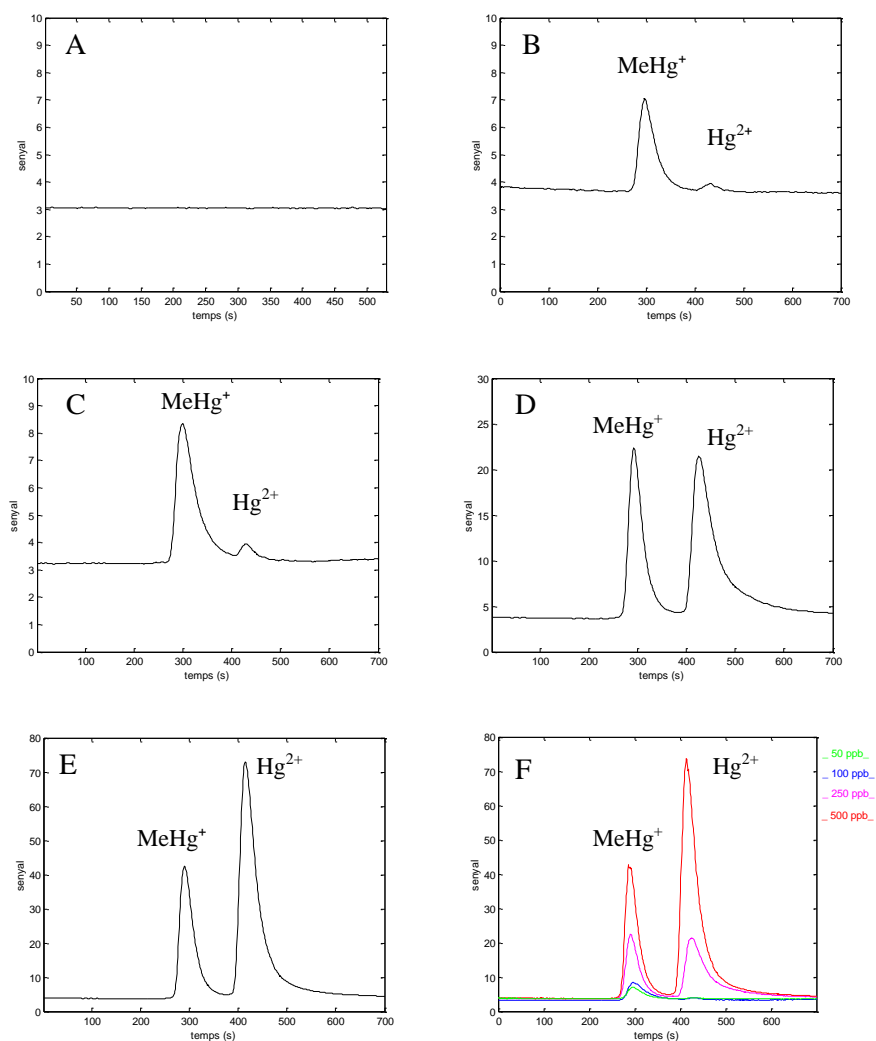 A
10
9
8
7
6
5
4
3
2
1
0
senyal
50 100 150 200 250 300 350 400 450 500
temps (s)
B
MeHg⁺
Hg²⁺
10
9
8
7
6
5
4
3
2
1
0
senyal
0 100 200 300 400 500 600 700
temps (s)
C
MeHg⁺
Hg²⁺
10
9
8
7
6
5
4
3
2
1
0
senyal
100 200 300 400 500 600 700
temps (s)
D
MeHg⁺
Hg²⁺
30
25
20
15
10
5
0
senyal
100 200 300 400 500 600 700
temps (s)
E
MeHg⁺
Hg²⁺
80
70
60
50
40
30
20
10
0
senyal
100 200 300 400 500 600 700
temps (s)
F
MeHg⁺
Hg²⁺
80
70
60
50
40
30
20
10
0
senyal
0 100 200 300 400 500 600
temps (s)
_ 50 ppb_
_ 100 ppb_
_ 250 ppb_
_ 500 ppb_